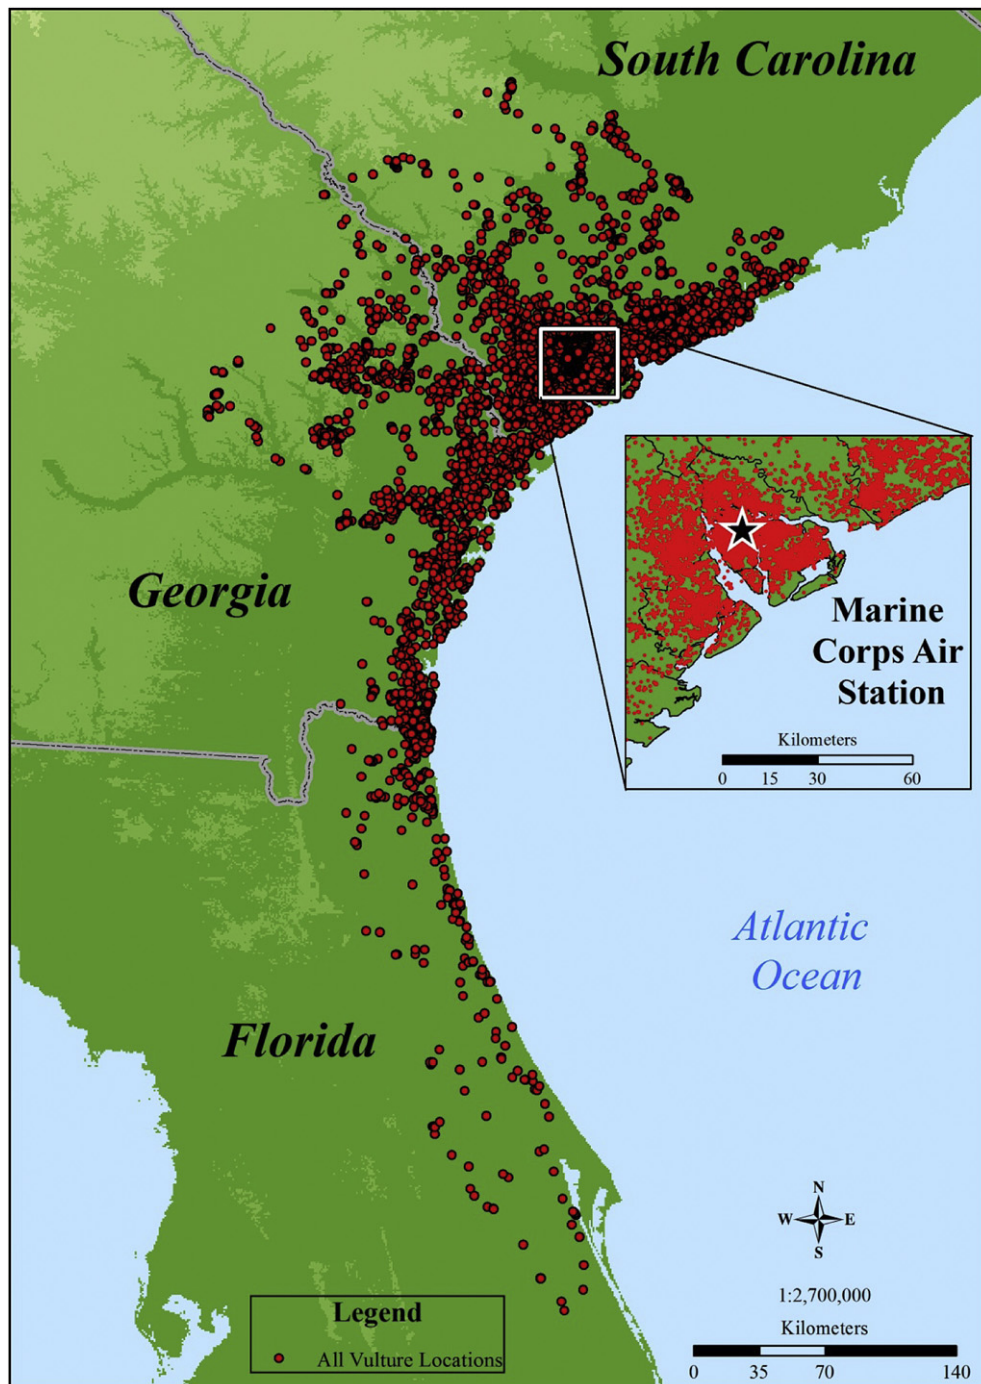 South Carolina
Georgia
Marine
Corps Air
Station
Kilometers
0 15 30 60
Atlantic
Ocean
Florida
N
W E
S
1:2,700,000
Kilometers
0 35 70 140
Legend
All Vulture Locations